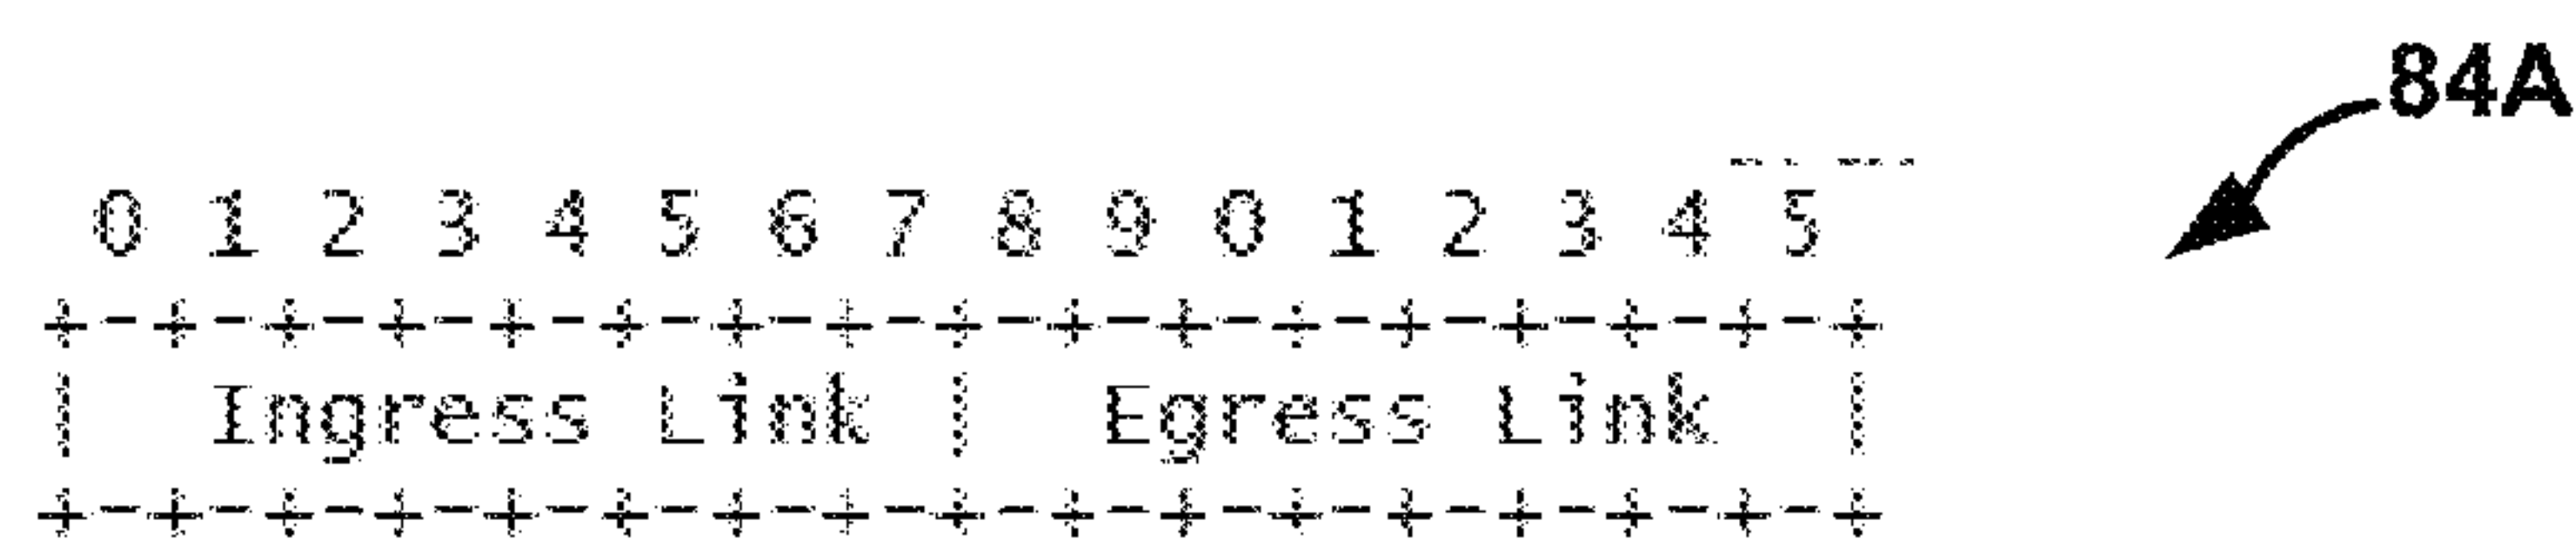 84A
0 1 2 3 4 5 6 7 8 9 0 1 2 3 4 5
+-+-+-+-+-+-+-+-+-+-+-+-+-+-+-+-+
|   Ingress Link |   Egress Link   |
+-+-+-+-+-+-+-+-+-+-+-+-+-+-+-+-+